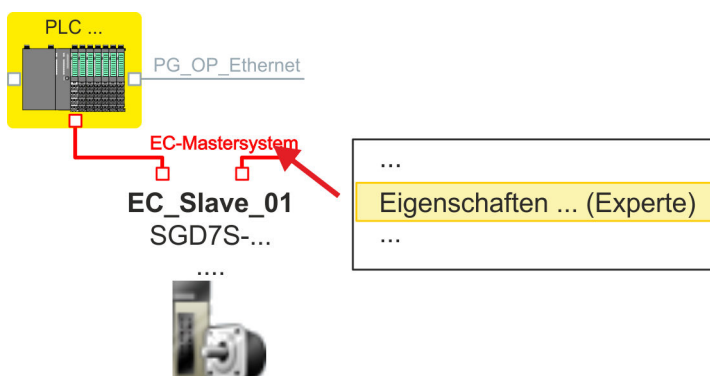 PLC ...
PG_OP_Ethernet
EC-Mastersystem
EC_Slave_01
SGD7S-...
....
...
Eigenschaften ... (Experte)
...